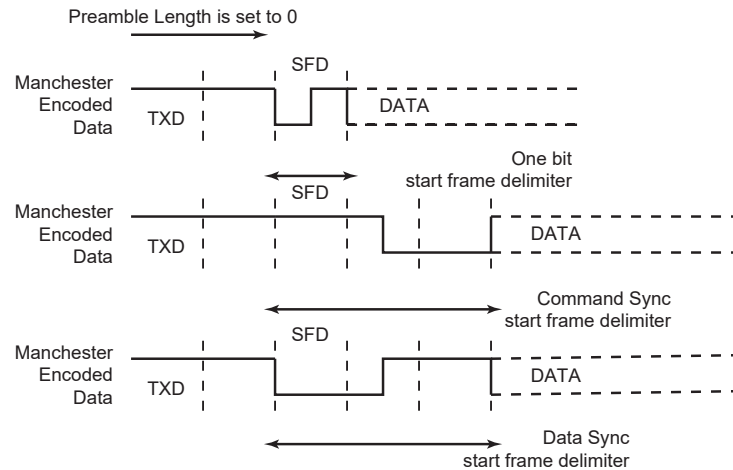 Preamble Length is set to 0
SFD
Manchester
Encoded
Data
TXD
DATA
One bit
start frame delimiter
SFD
Manchester
Encoded
Data
TXD
DATA
Command Sync
start frame delimiter
SFD
Manchester
Encoded
Data
TXD
DATA
Data Sync
start frame delimiter